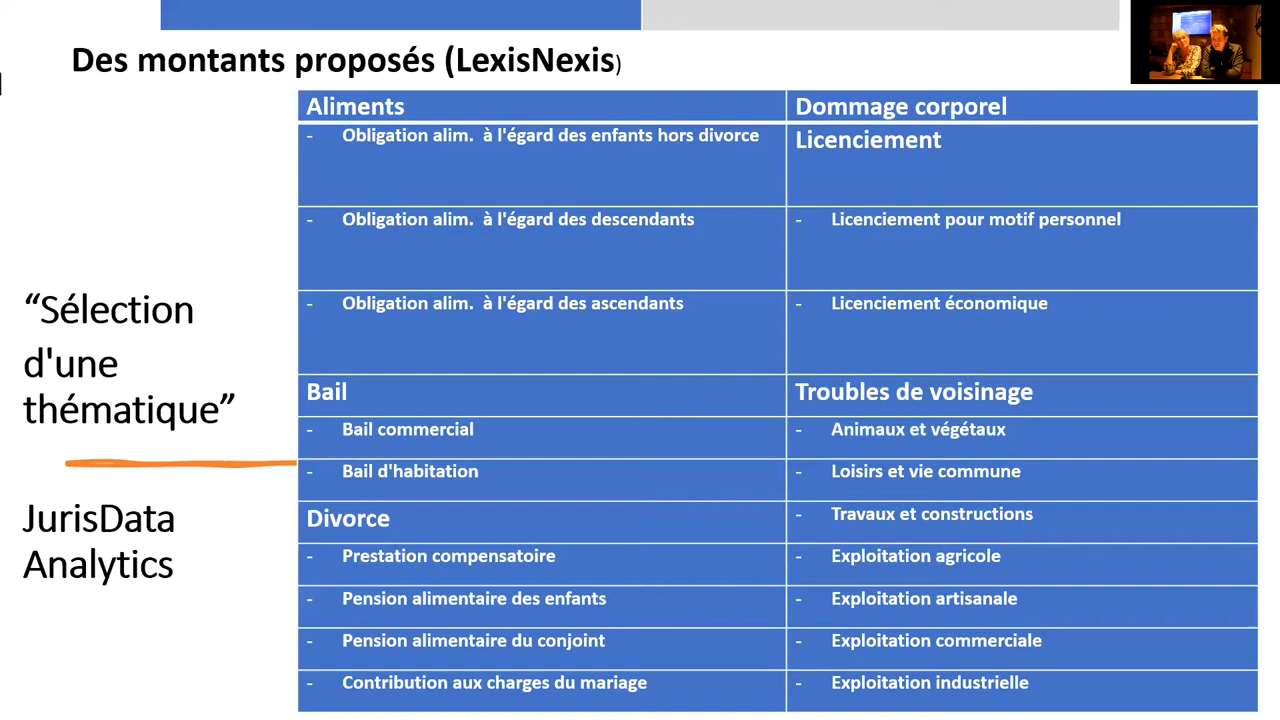 Des montants proposés (LexisNexis)
“Sélection
d'une
thématique”
JurisData
Analytics
Aliments
- Obligation alim. à l'égard des enfants hors divorce
- Obligation alim. à l'égard des descendants
- Obligation alim. à l'égard des ascendants
Bail
- Bail commercial
- Bail d'habitation
Divorce
- Prestation compensatoire
- Pension alimentaire des enfants
- Pension alimentaire du conjoint
- Contribution aux charges du mariage
Dommage corporel
Licenciement
- Licenciement pour motif personnel
- Licenciement économique
Troubles de voisinage
- Animaux et végétaux
- Loisirs et vie commune
- Travaux et constructions
- Exploitation agricole
- Exploitation artisanale
- Exploitation commerciale
- Exploitation industrielle